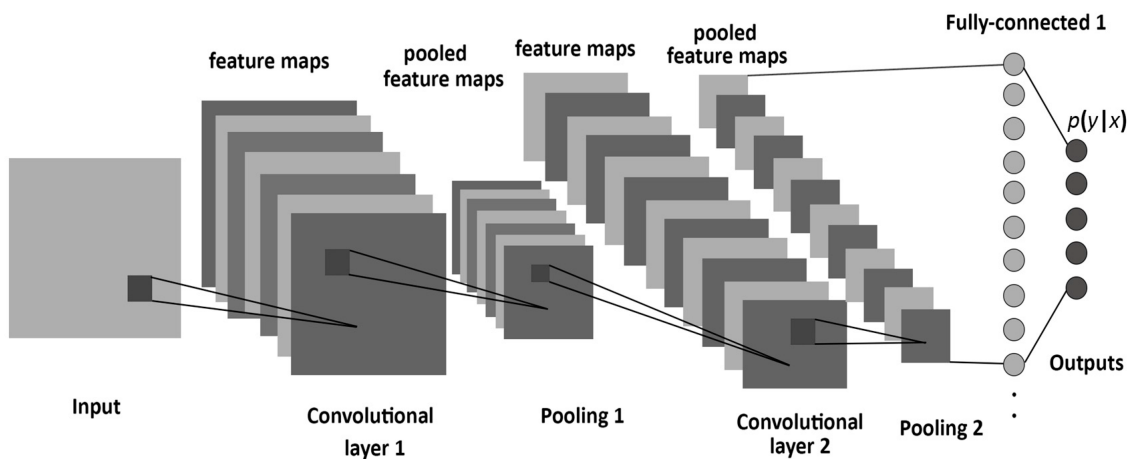 Fully-connected 1
feature maps
pooled
feature maps
feature maps
pooled
feature maps
p(y|x)
Input
Convolutional
layer 1
Pooling 1
Convolutional
layer 2
Pooling 2
Outputs